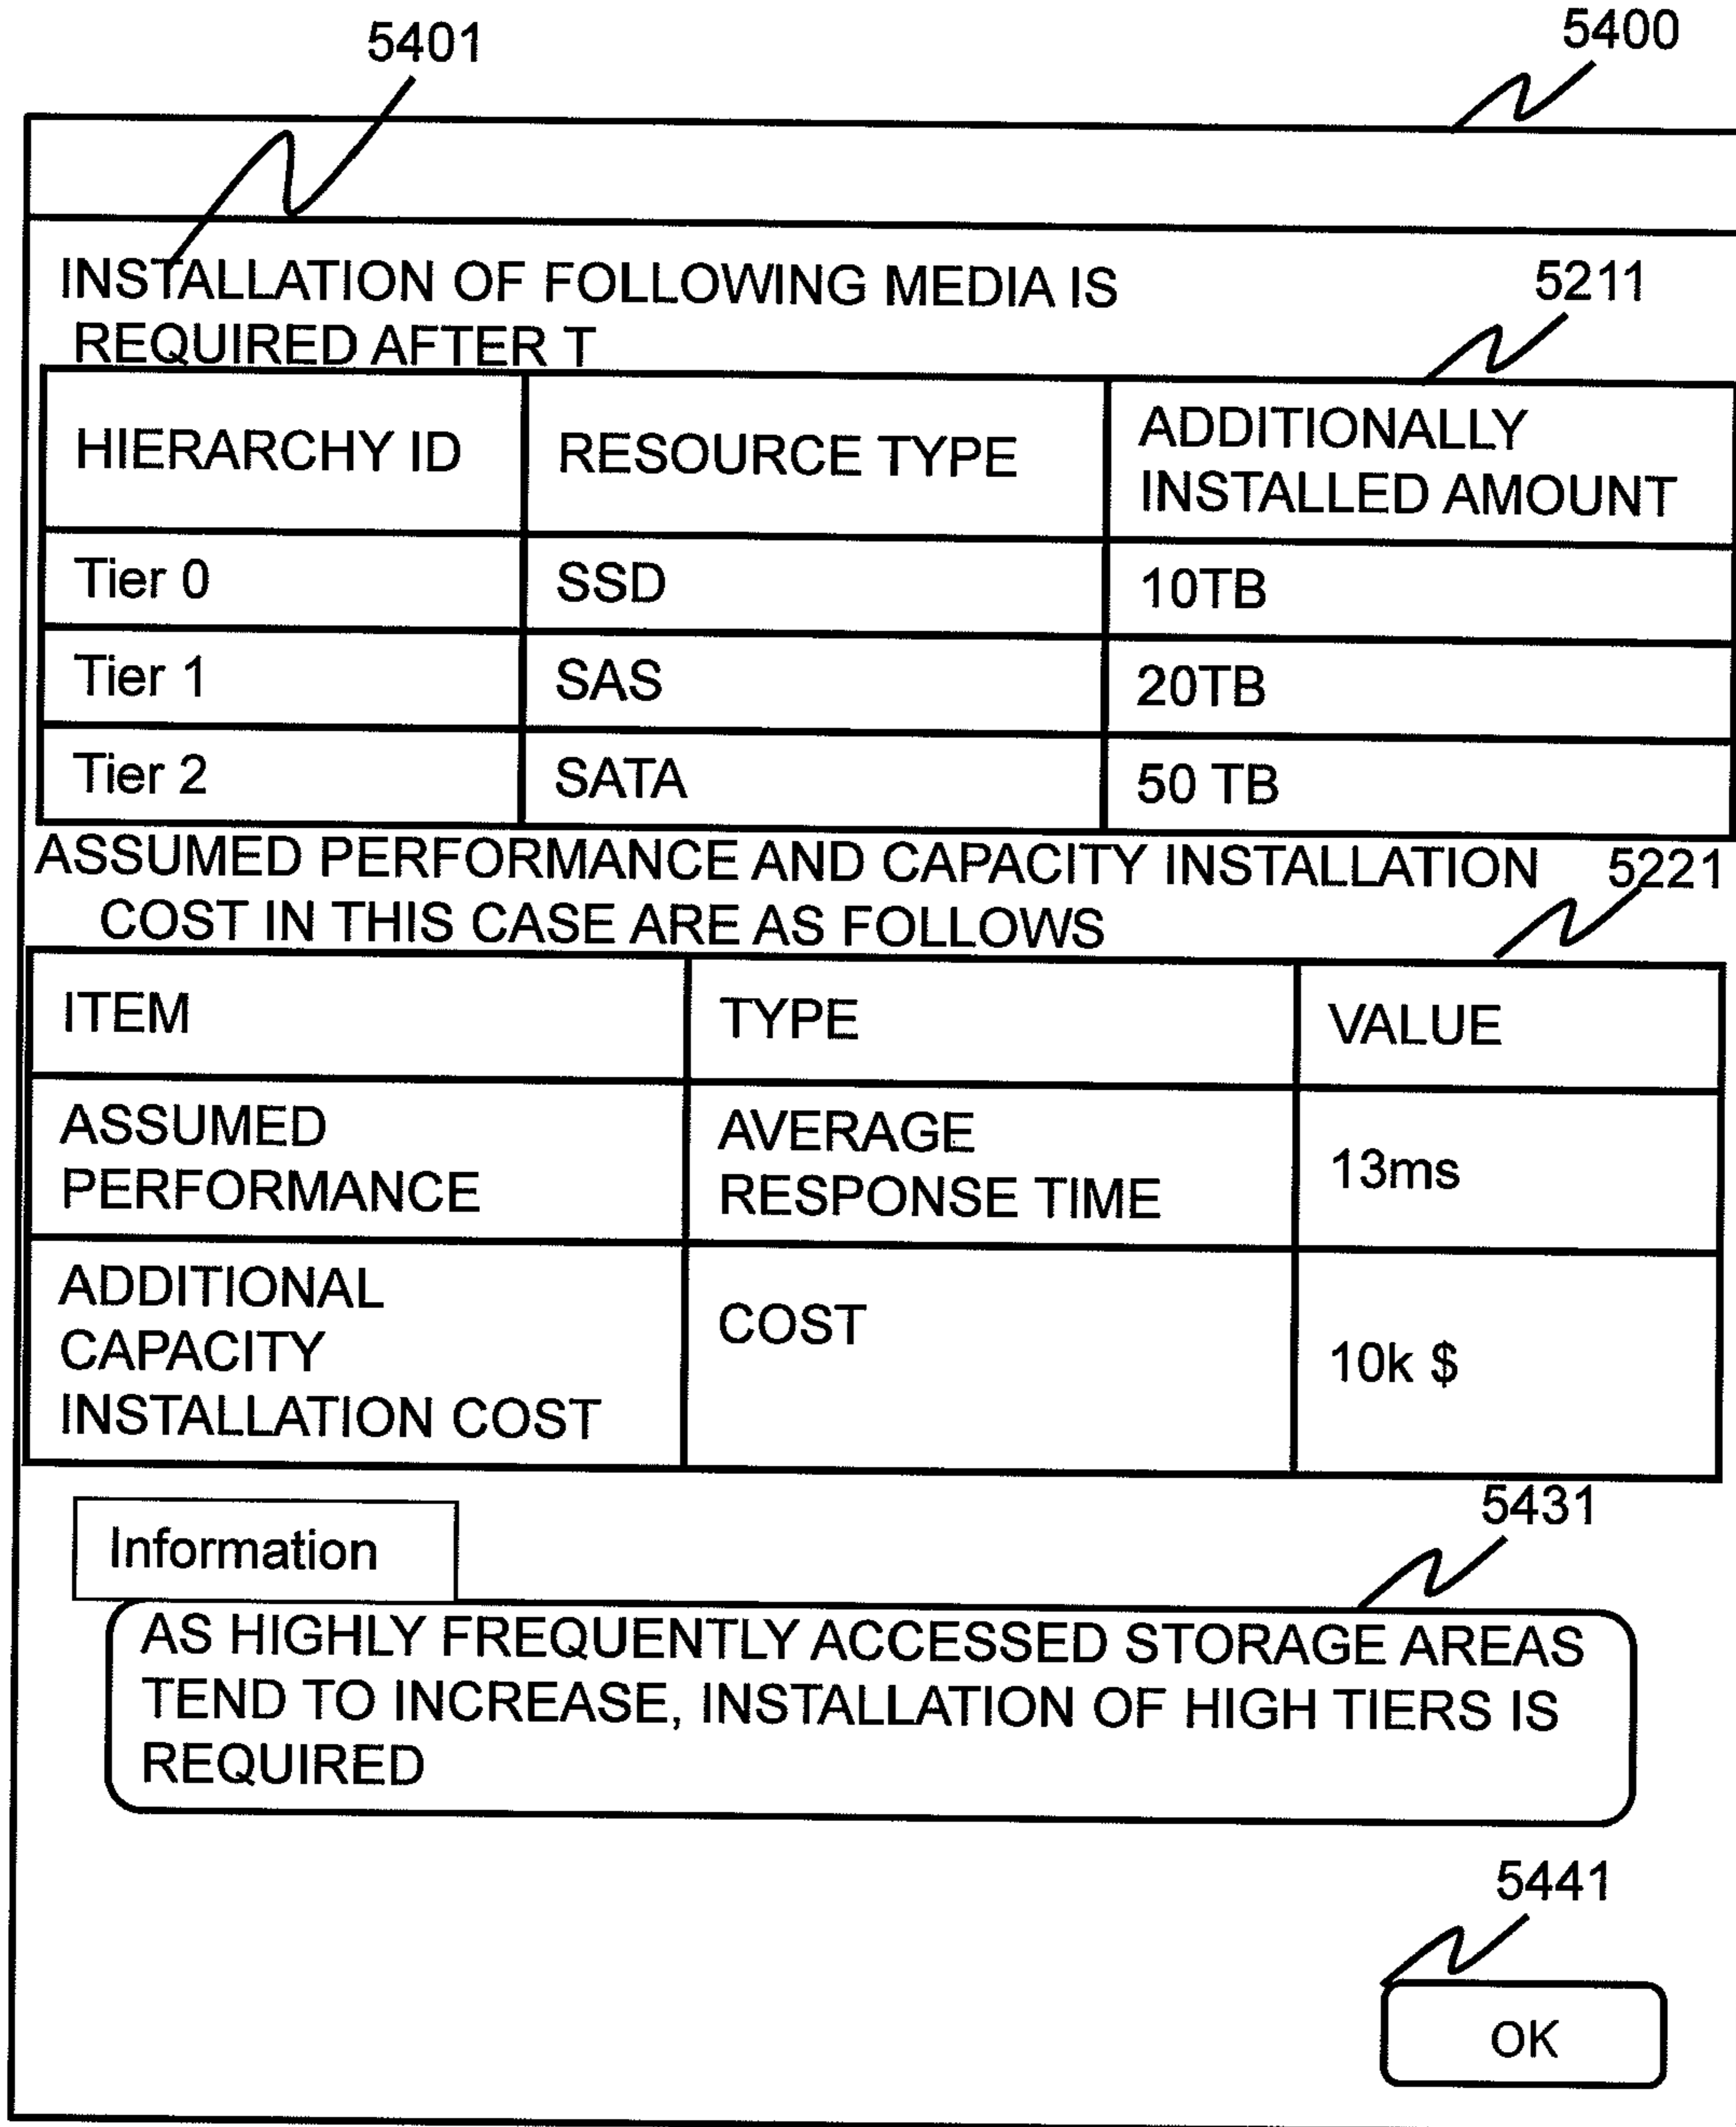 5401
5400
INSTALLATION OF FOLLOWING MEDIA IS
REQUIRED AFTER T
5211
HIERARCHY ID
RESOURCE TYPE
ADDITIONALLY
INSTALLED AMOUNT
Tier 0
SSD
10TB
Tier 1
SAS
20TB
Tier 2
SATA
50 TB
ASSUMED PERFORMANCE AND CAPACITY INSTALLATION
COST IN THIS CASE ARE AS FOLLOWS
5221
ITEM
TYPE
VALUE
ASSUMED
PERFORMANCE
AVERAGE
RESPONSE TIME
13ms
ADDITIONAL
CAPACITY
INSTALLATION COST
COST
10k $
5431
Information
AS HIGHLY FREQUENTLY ACCESSED STORAGE AREAS
TEND TO INCREASE, INSTALLATION OF HIGH TIERS IS
REQUIRED
5441
OK